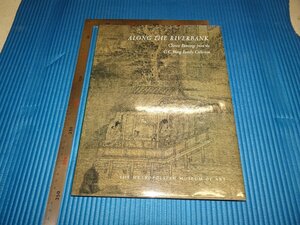 ALONG THE RIVERBANK
Chinese Paintings from the
C. C. Wang Family Collection
THE METROPOLITAN MUSEUM OF ART